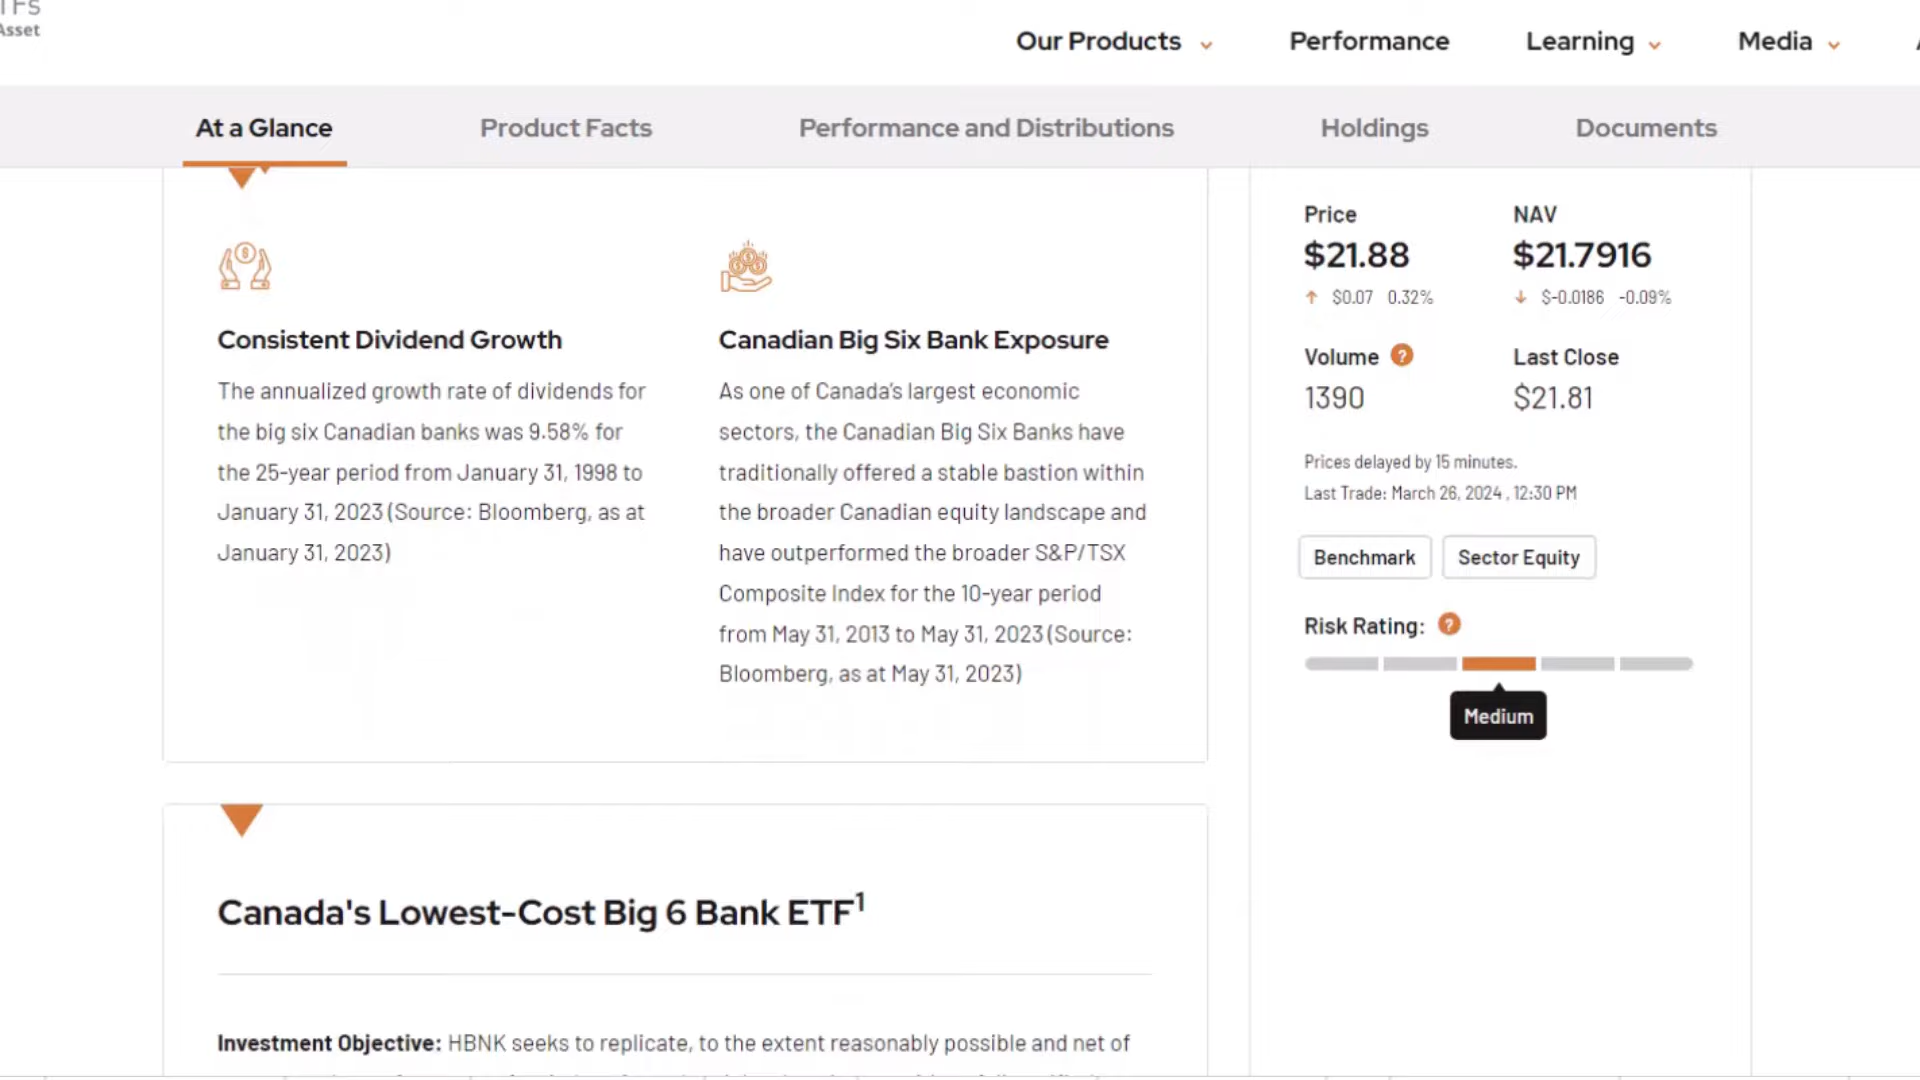 Asset
Our Products
Performance
Learning
Media
At a Glance
Product Facts
Performance and Distributions
Holdings
Documents
Consistent Dividend Growth
The annualized growth rate of dividends for
the big six Canadian banks was 9.58% for
the 25-year period from January 31, 1998 to
January 31, 2023 (Source: Bloomberg, as at
January 31, 2023)
Canadian Big Six Bank Exposure
As one of Canada's largest economic
sectors, the Canadian Big Six Banks have
traditionally offered a stable bastion within
the broader Canadian equity landscape and
have outperformed the broader S&P/TSX
Composite Index for the 10-year period
from May 31, 2013 to May 31, 2023 (Source:
Bloomberg, as at May 31, 2023)
Canada's Lowest-Cost Big 6 Bank ETF1
Investment Objective: HBNK seeks to replicate, to the extent reasonably possible and net of
Price
$21.88
$0.07 0.32%
NAV
$21.7916
$-0.0186 -0.09%
Volume ?
1390
Last Close
$21.81
Prices delayed by 15 minutes.
Last Trade: March 26, 2024 , 12:30 PM
Benchmark
Sector Equity
Risk Rating: ?
Medium